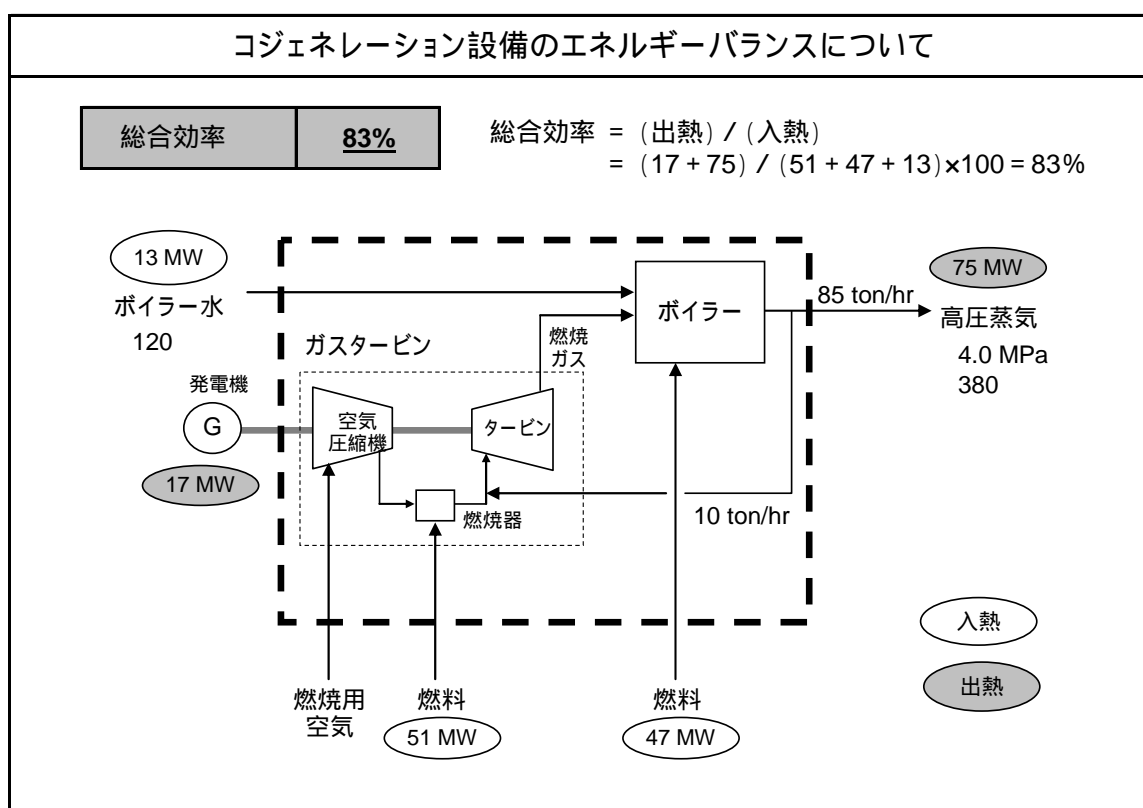 コジェネレーション設備のエネルギーバランスについて
総合効率 83%
総合効率 = (出熱) / (入熱)
= (17 + 75) / (51 + 47 + 13)×100 = 83%
13 MW
ボイラー水
120
ボイラー
85 ton/hr
75 MW
高圧蒸気
4.0 MPa
380
ガスタービン
燃焼
ガス
発電機
G
17 MW
空気
圧縮機
タービン
燃焼器
10 ton/hr
燃焼用
空気
燃料
51 MW
燃料
47 MW
入熱
出熱